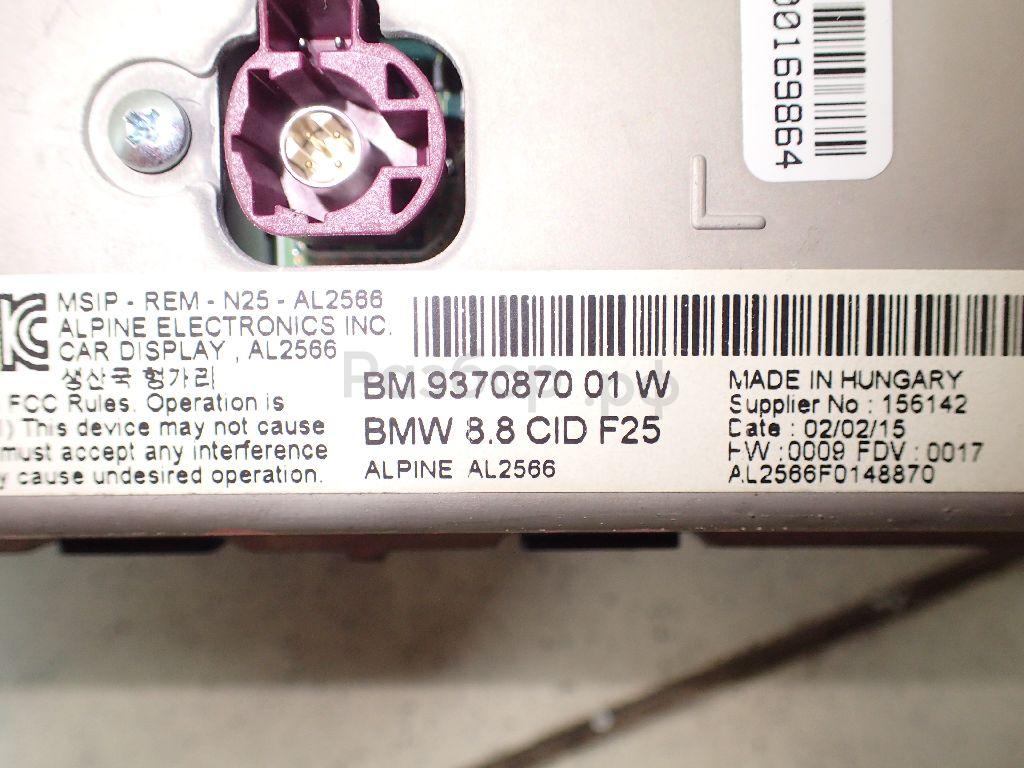 00169864
MSIP - REM - N25 - AL2566
ALPINE ELECTRONICS INC.
CAR DISPLAY , AL2566
생산국 헝가리
FCC Rules. Operation is
) This device may not cause
must accept any interference
y cause undesired operation.
BM 9370870 01 W
BMW 8.8 CID F25
ALPINE AL2566
MADE IN HUNGARY
Supplier No : 156142
Date : 02/02/15
HW :0009 FDV : 0017
AL2566F0148870
Разбор.рф